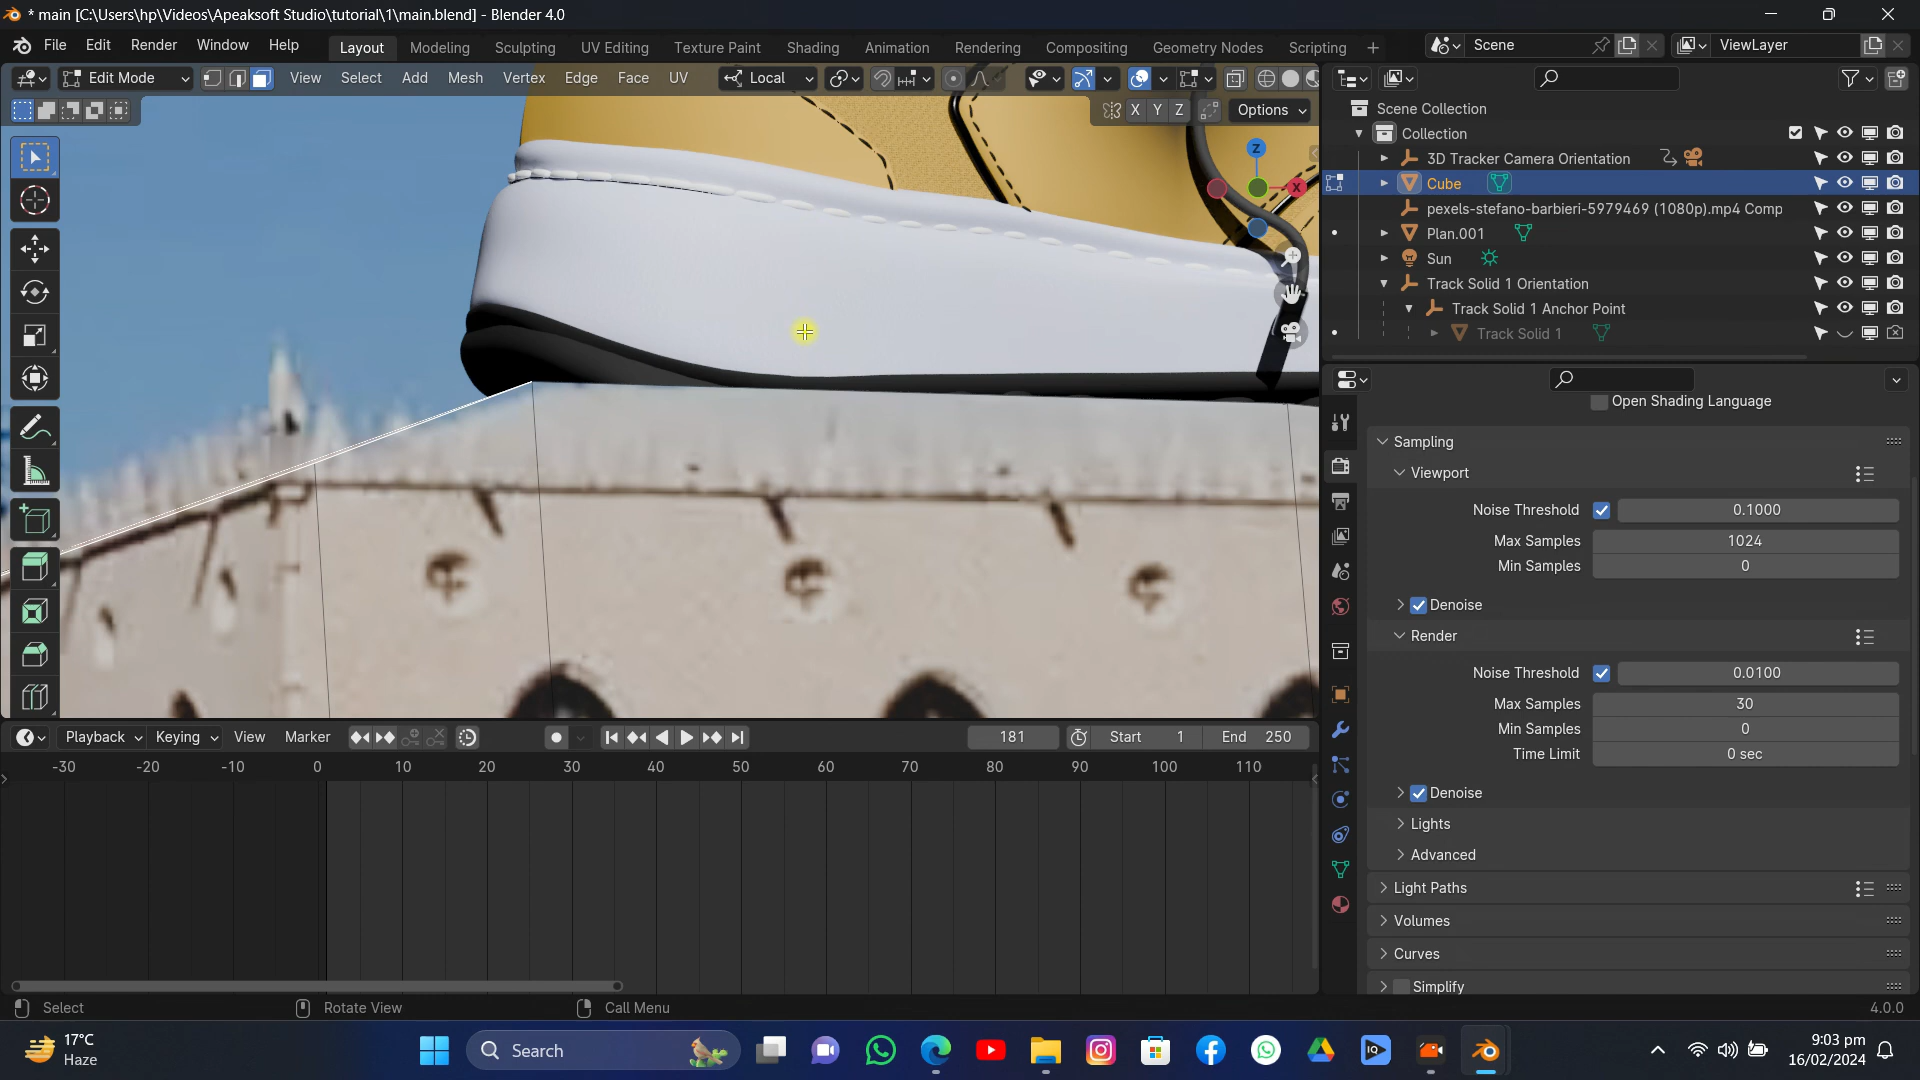 * main [C:\Users\hp\Videos\Apeaksoft Studio\tutorial\1\main.blend] - Blender 4.0
File Edit Render Window Help Layout Modeling Sculpting UV Editing Texture Paint Shading Animation Rendering Compositing Geometry Nodes Scripting + Scene ViewLayer
Edit Mode View Select Add Mesh Vertex Edge Face UV Local
X Y Z Options
Z
X
Scene Collection
Collection
3D Tracker Camera Orientation
Cube
pexels-stefano-barbieri-5979469 (1080p).mp4 Comp
Plan.001
Sun
Track Solid 1 Orientation
Track Solid 1 Anchor Point
Track Solid 1
Open Shading Language
Sampling
Viewport
Noise Threshold 0.1000
Max Samples 1024
Min Samples 0
Denoise
Render
Noise Threshold 0.0100
Max Samples 30
Min Samples 0
Time Limit 0 sec
Denoise
Lights
Advanced
Light Paths
Volumes
Curves
Simplify
Playback Keying View Marker 181 Start 1 End 250
-30 -20 -10 0 10 20 30 40 50 60 70 80 90 100 110
Select Rotate View Call Menu 4.0.0
17°C
Haze
Search
IQ
9:03 pm
16/02/2024